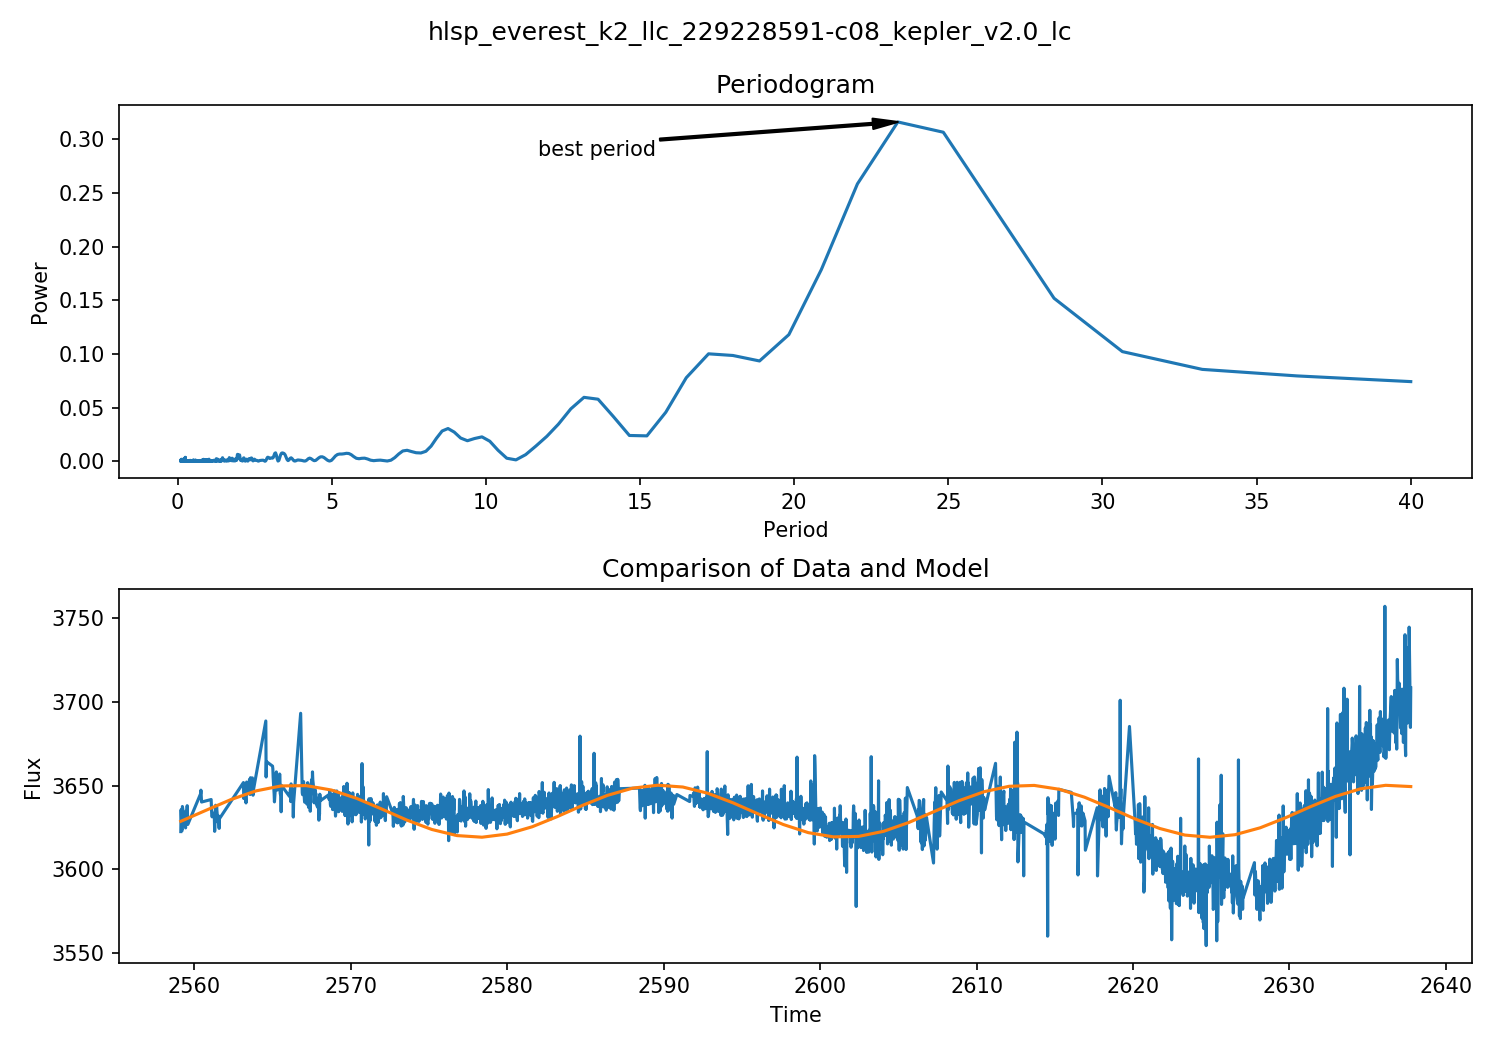 hlsp_everest_k2_llc_229228591-c08_kepler_v2.0_lc
Periodogram
0.30
0.25
0.20
0.15
0.10
0.05
0.00
Power
best period
0 5 10 15 20 25 30 35 40
Period
Comparison of Data and Model
3750
3700
3650
3600
3550
Flux
2560 2570 2580 2590 2600 2610 2620 2630 2640
Time